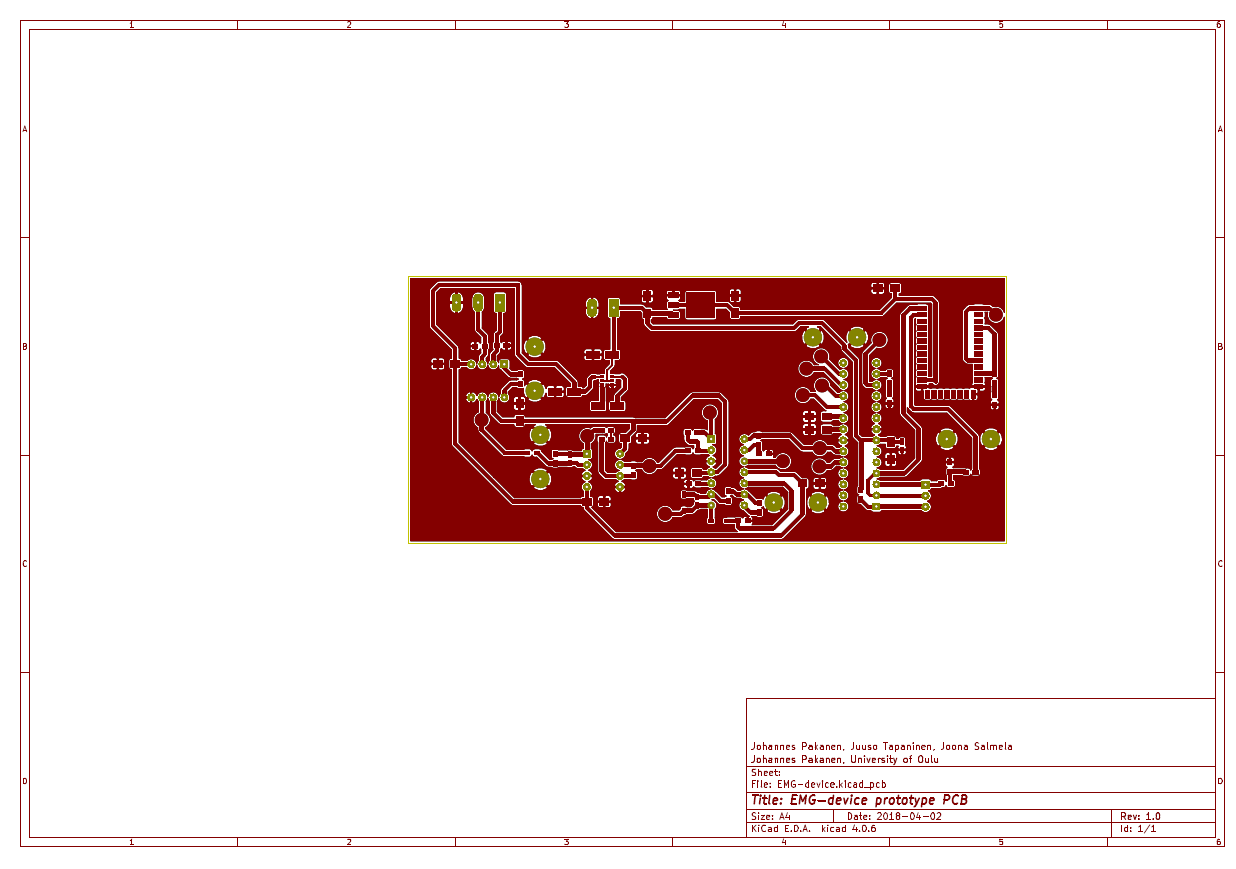 1 2 3 4 5 6
A A
B B
C C
D D
Johannes Pakanen, Juuso Tapaninen, Joona Salmela
Johannes Pakanen, University of Oulu
Sheet:
File: EMG-device.kicad_pcb
Title: EMG-device prototype PCB
Size: A4 Date: 2018-04-02 Rev: 1.0
KiCad E.D.A. kicad 4.0.6 Id: 1/1
1 2 3 4 5 6